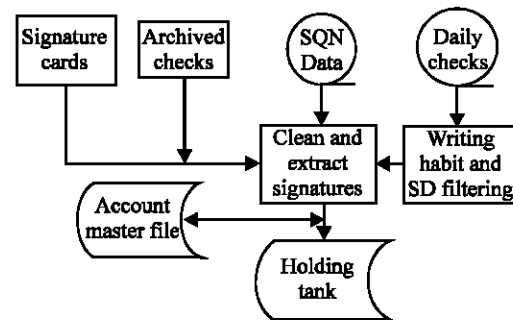 Signature
cards
Archived
checks
SQN
Data
Daily
checks
Clean and
extract
signatures
Writing
habit and
SD filtering
Account
master file
Holding
tank